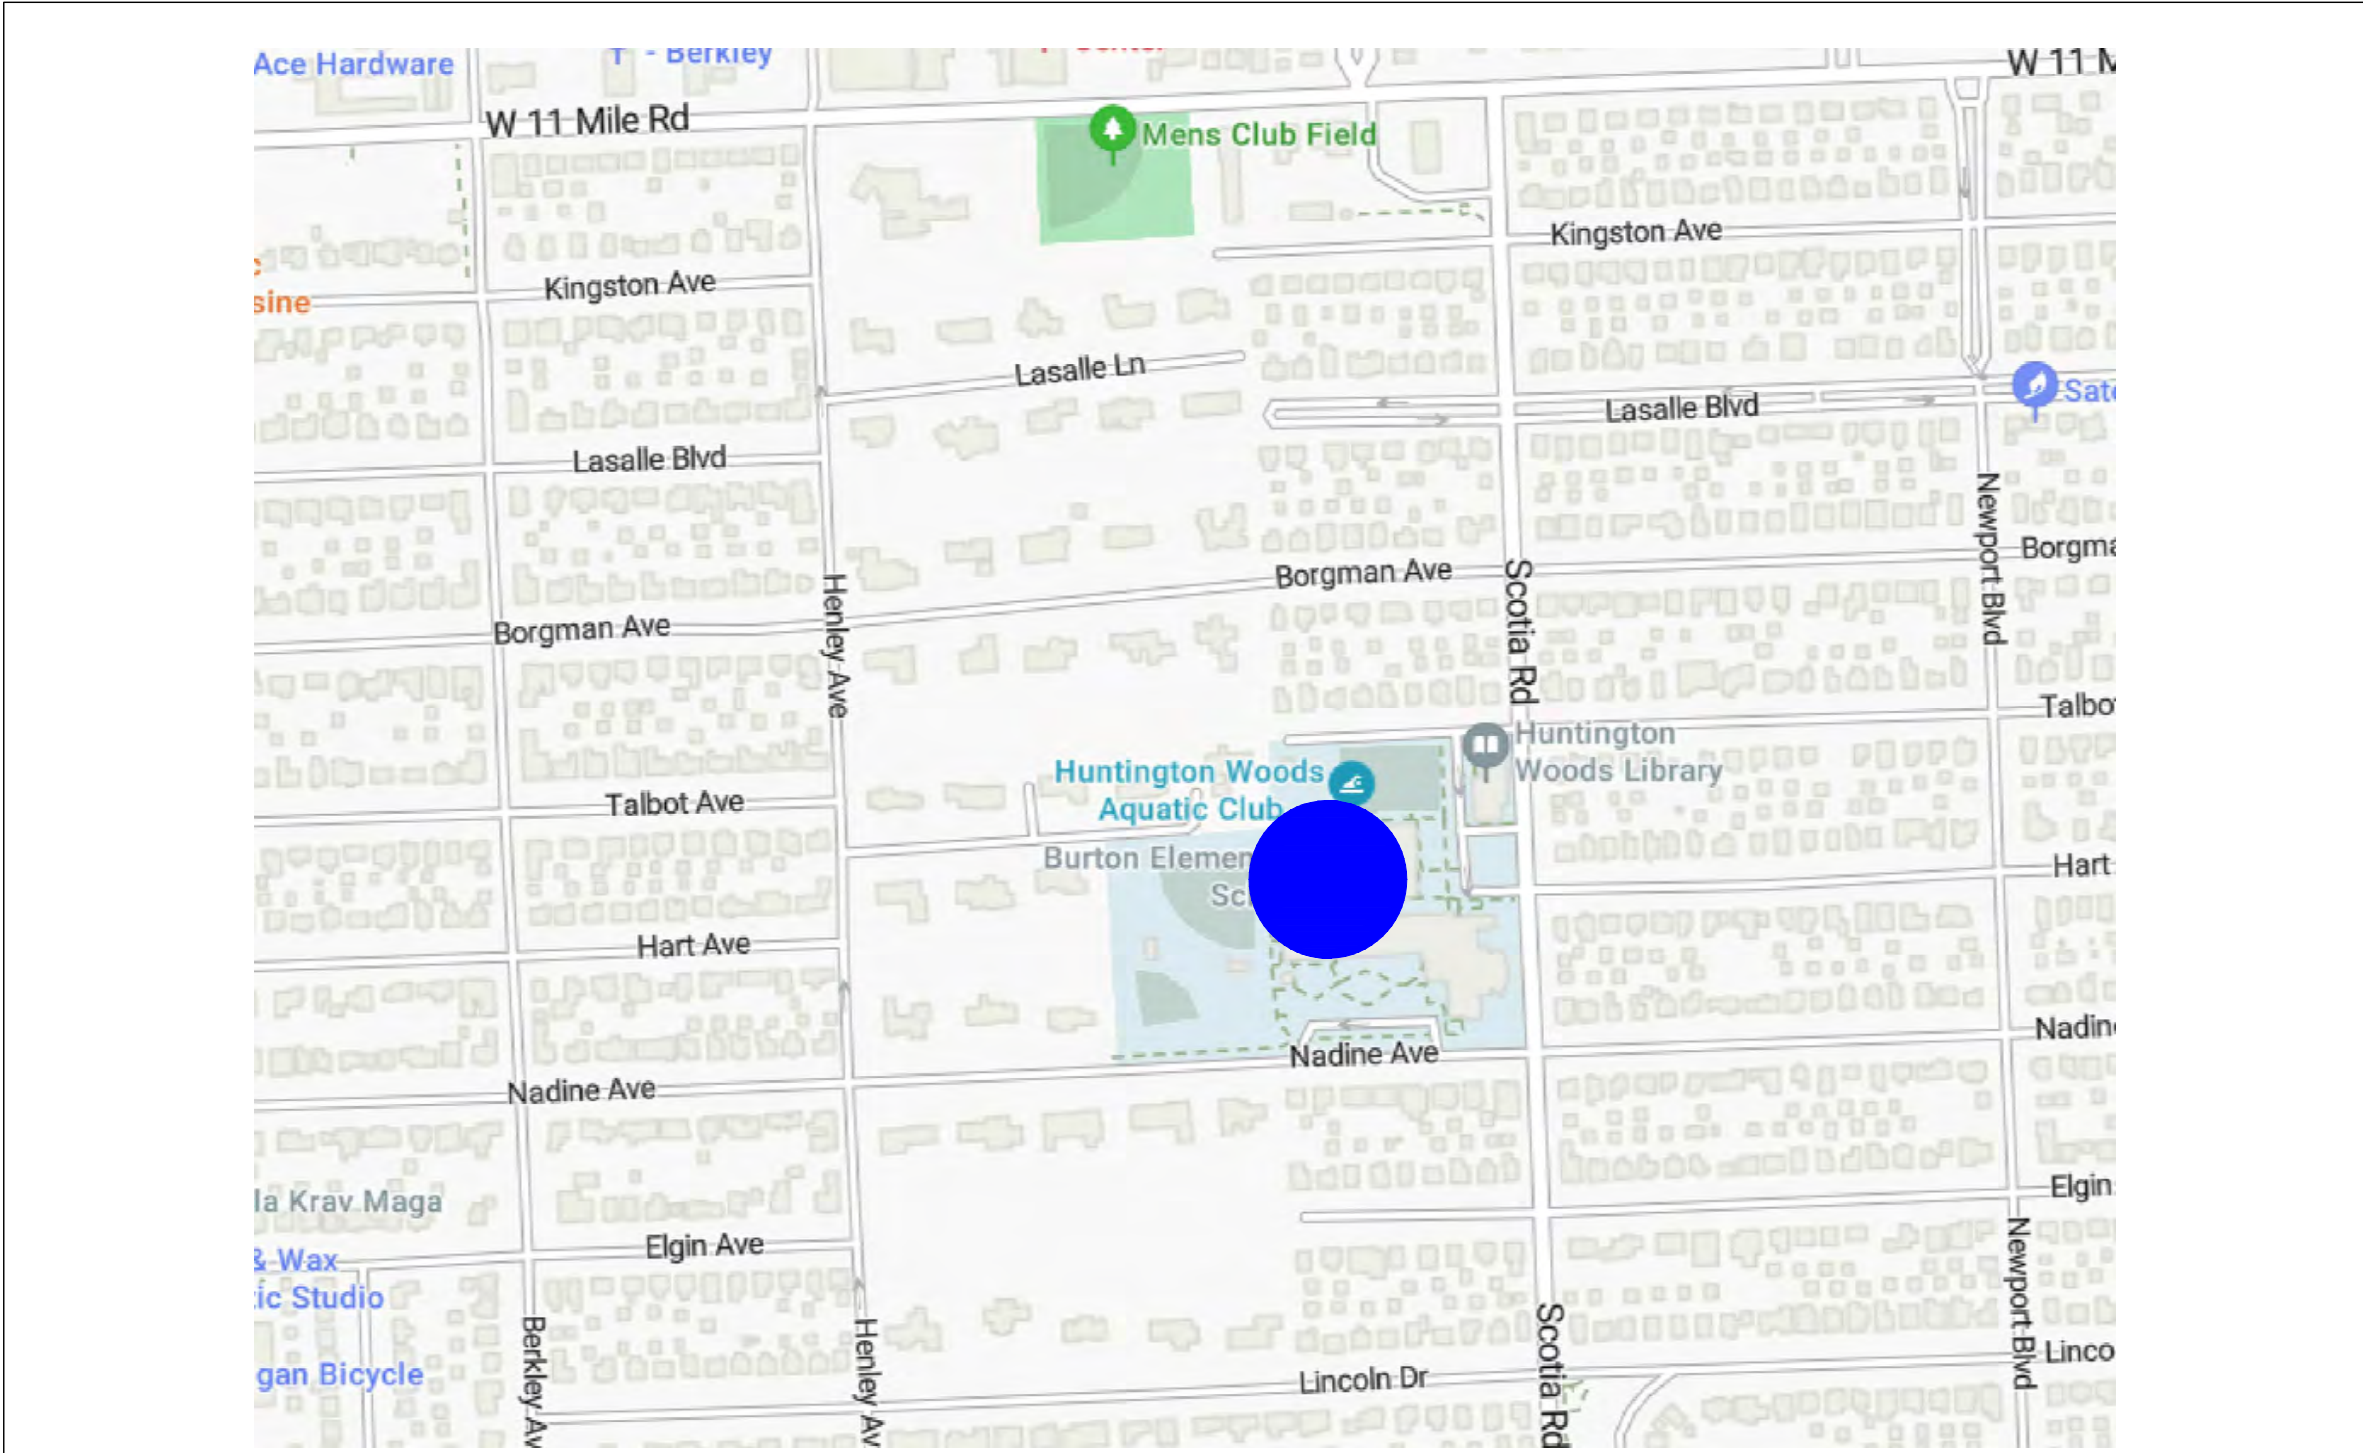 Ace Hardware
- Berkley
W 11 Mile Rd
Mens Club Field
W 11
Kingston Ave
Kingston Ave
sine
Lasalle Ln
Lasalle Blvd
Sat
Lasalle Blvd
Newport Blvd
Borgman Ave
Borgm
Scotia Rd
Henley Ave
Borgman Ave
Talbo
Huntington
Woods Library
Huntington Woods
Aquatic Club
Talbot Ave
Burton Elemen
Sc
Hart
Hart Ave
Nadin
Nadine Ave
Nadine Ave
la Krav Maga
Elgin
Elgin Ave
& Wax
ic Studio
Newport Blvd
Berkley Av
Henley Av
Scotia Rd
Linco
gan Bicycle
Lincoln Dr